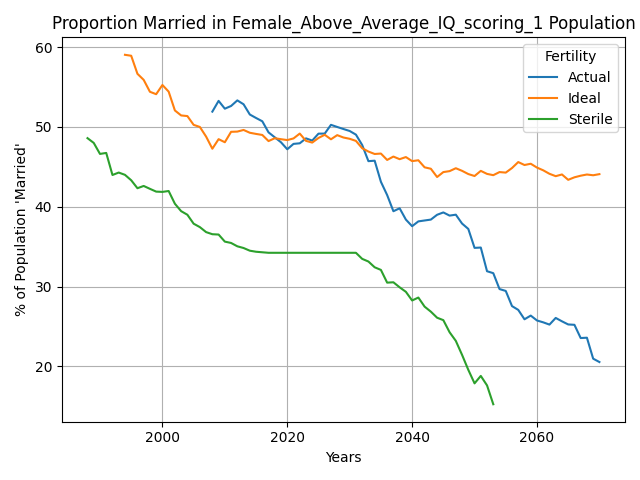 Proportion Married in Female_Above_Average_IQ_scoring_1 Population
% of Population 'Married'
60
50
40
30
20
Fertility
Actual
Ideal
Sterile
2000
2020
2040
2060
Years